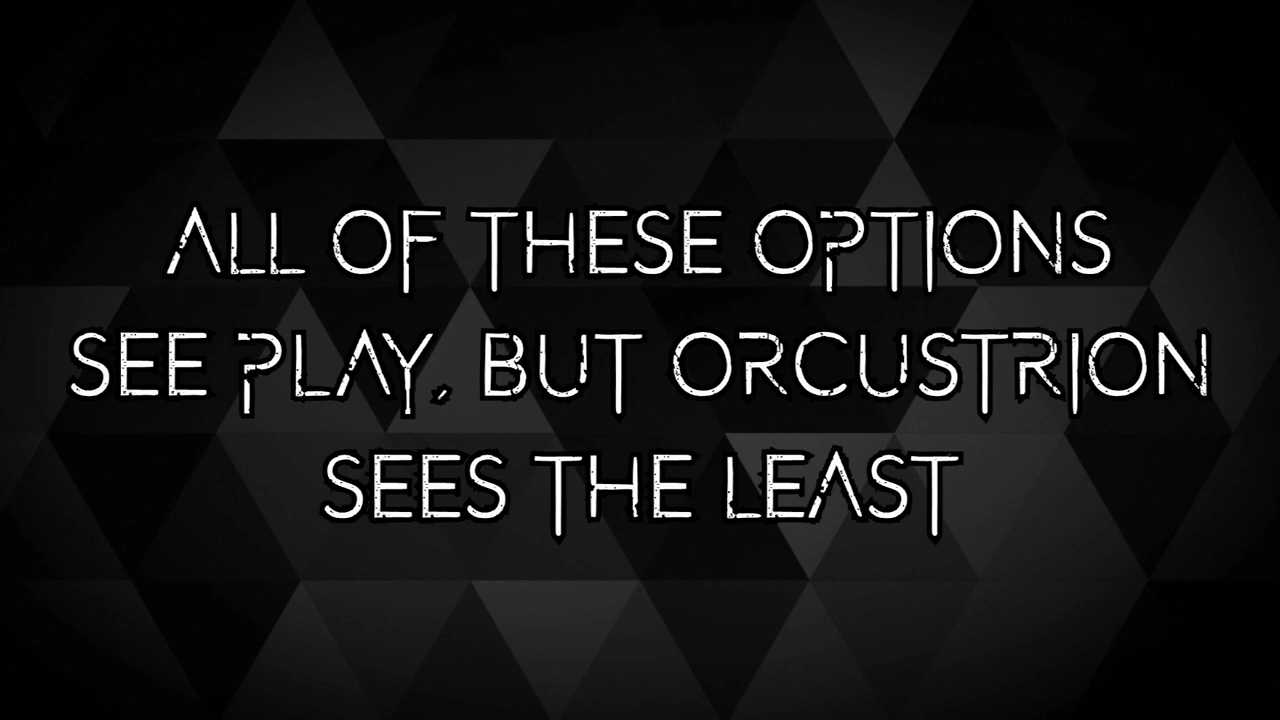 ALL OF THESE OPTIONS
SEE PLAY, BUT ORCUSTRION
SEES THE LEAST